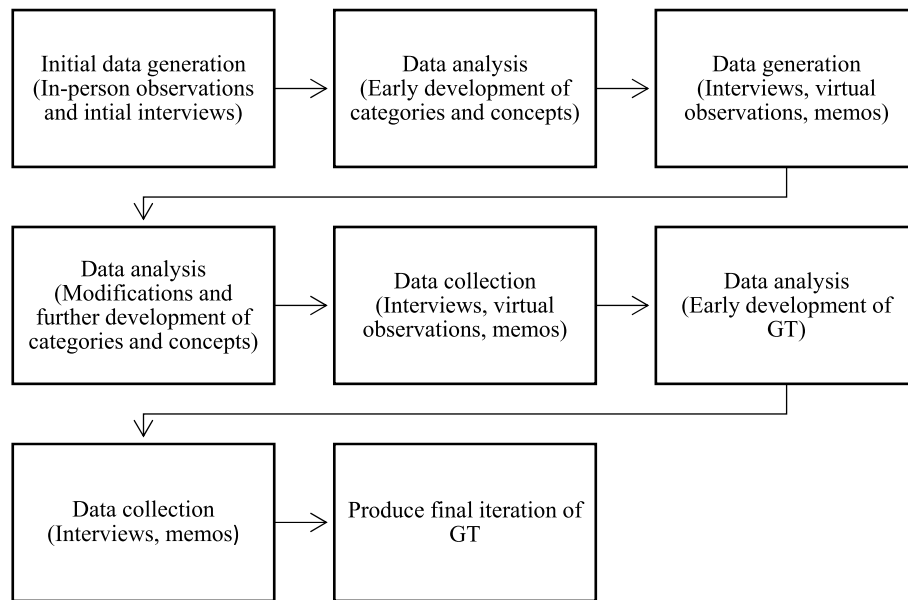 Initial data generation
(In-person observations
and intial interviews)
Data analysis
(Early development of
categories and concepts)
Data generation
(Interviews, virtual
observations, memos)
Data analysis
(Modifications and
further development of
categories and concepts)
Data collection
(Interviews, virtual
observations, memos)
Data analysis
(Early development of
GT)
Data collection
(Interviews, memos)
Produce final iteration of
GT